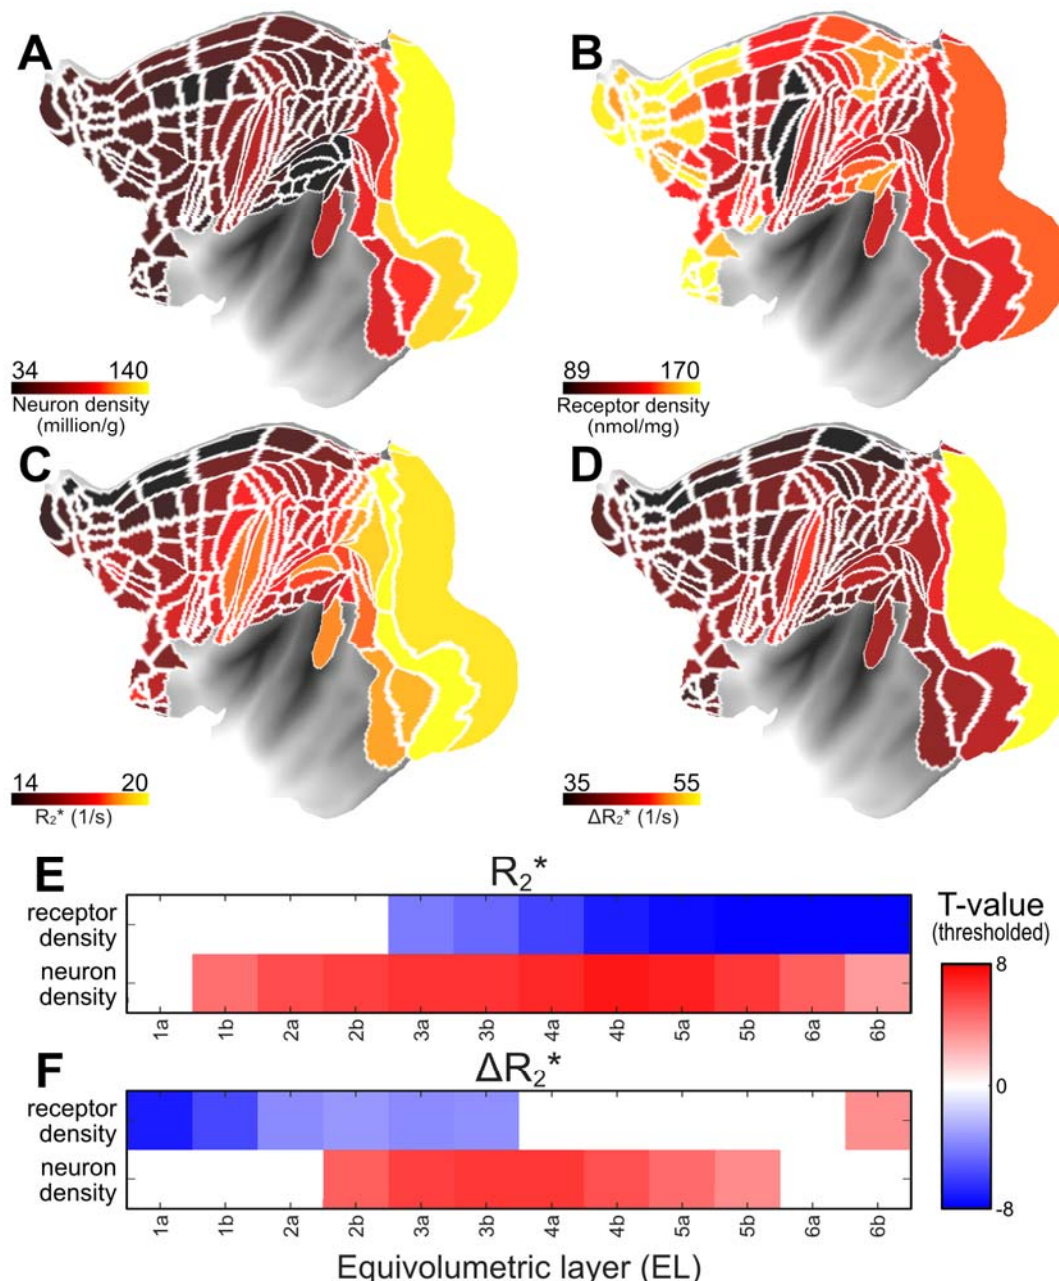 A
B
34 140
Neuron density
(million/g)
89 170
Receptor density
(nmol/mg)
C
D
14 20
R₂* (1/s)
35 55
ΔR₂* (1/s)
E
R₂*
receptor
density
neuron
density
1a 1b 2a 2b 3a 3b 4a 4b 5a 5b 6a 6b
T-value
(thresholded)
8
0
-8
F
ΔR₂*
receptor
density
neuron
density
1a 1b 2a 2b 3a 3b 4a 4b 5a 5b 6a 6b
Equivolumetric layer (EL)